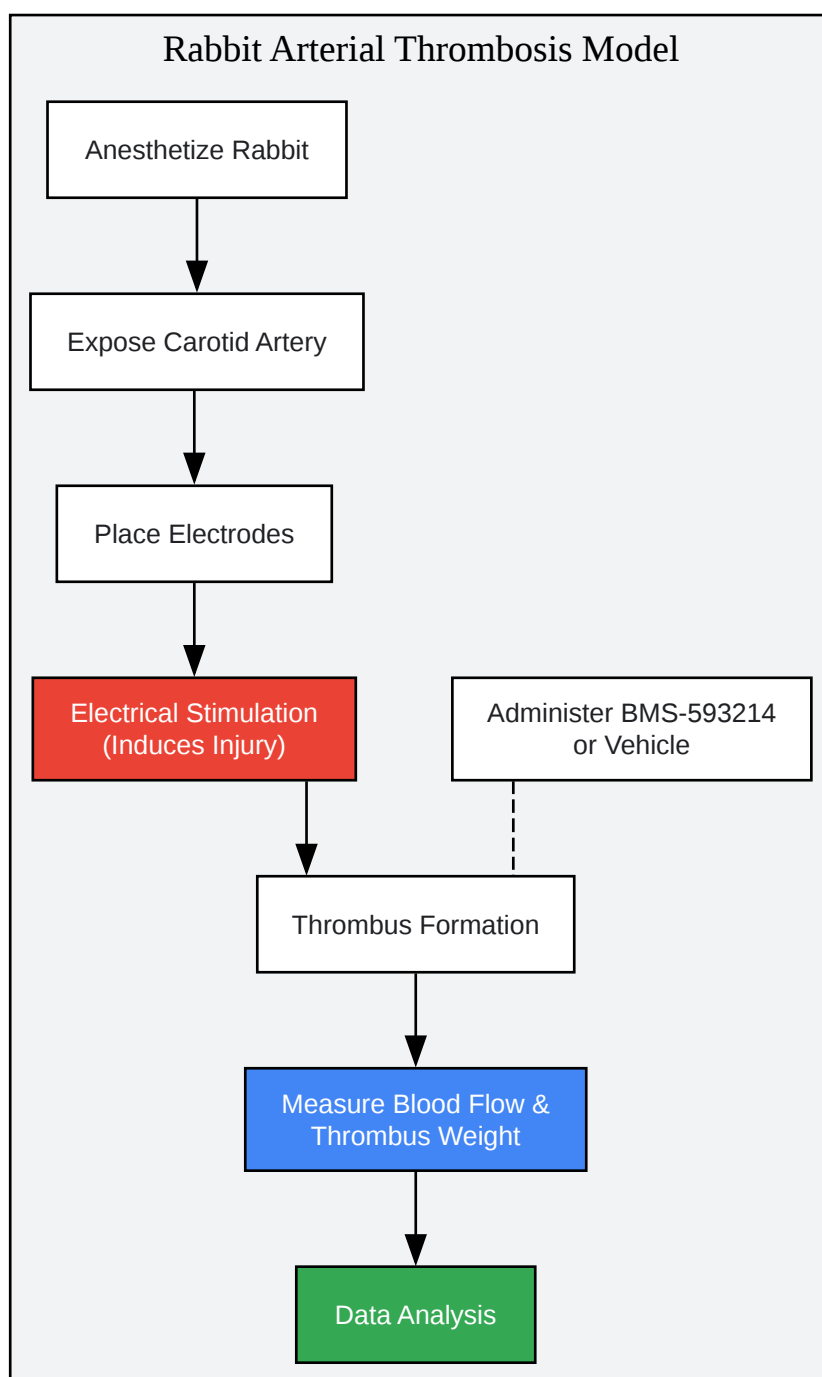 Rabbit Arterial Thrombosis Model
Anesthetize Rabbit
Expose Carotid Artery
Place Electrodes
Electrical Stimulation
(Induces Injury)
Administer BMS-593214
or Vehicle
Thrombus Formation
Measure Blood Flow &
Thrombus Weight
Data Analysis